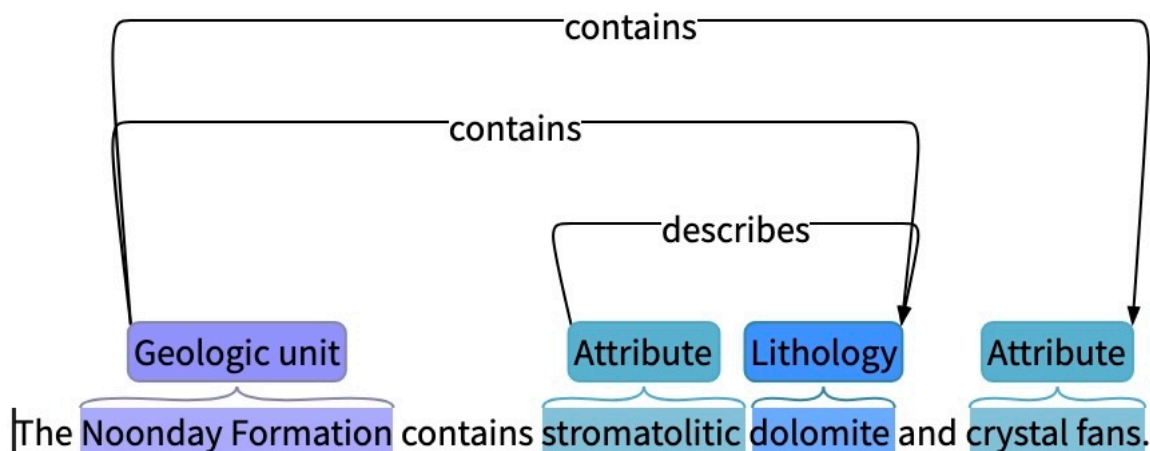 contains
contains
describes
Geologic unit Attribute Lithology Attribute
The Noonday Formation contains stromatolitic dolomite and crystal fans.